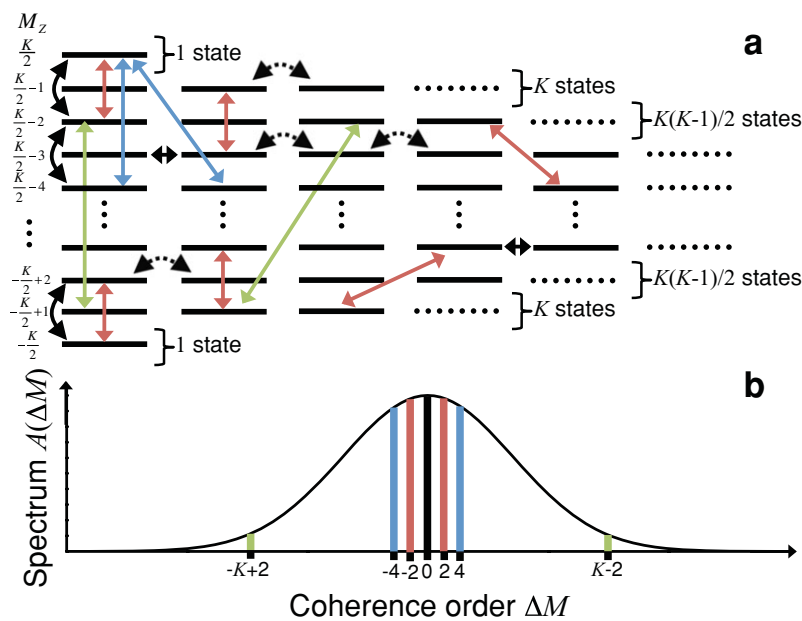 M_Z
a
K/2
1 state
K/2 -1
K states
K/2 -2
K(K-1)/2 states
K/2 -3
K/2 -4
-K/2 +2
K(K-1)/2 states
-K/2 +1
K states
-K/2
1 state
b
Spectrum A(ΔM)
-K+2
-4 -2 0 2 4
K-2
Coherence order ΔM